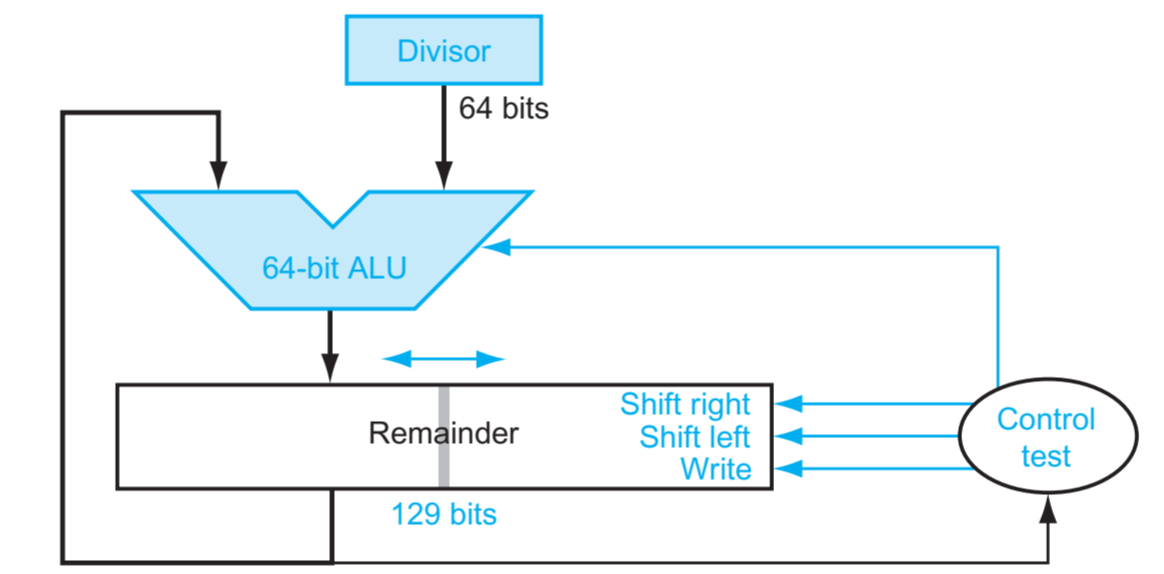 Divisor
64 bits
64-bit ALU
Remainder
Shift right
Shift left
Write
Control
test
129 bits